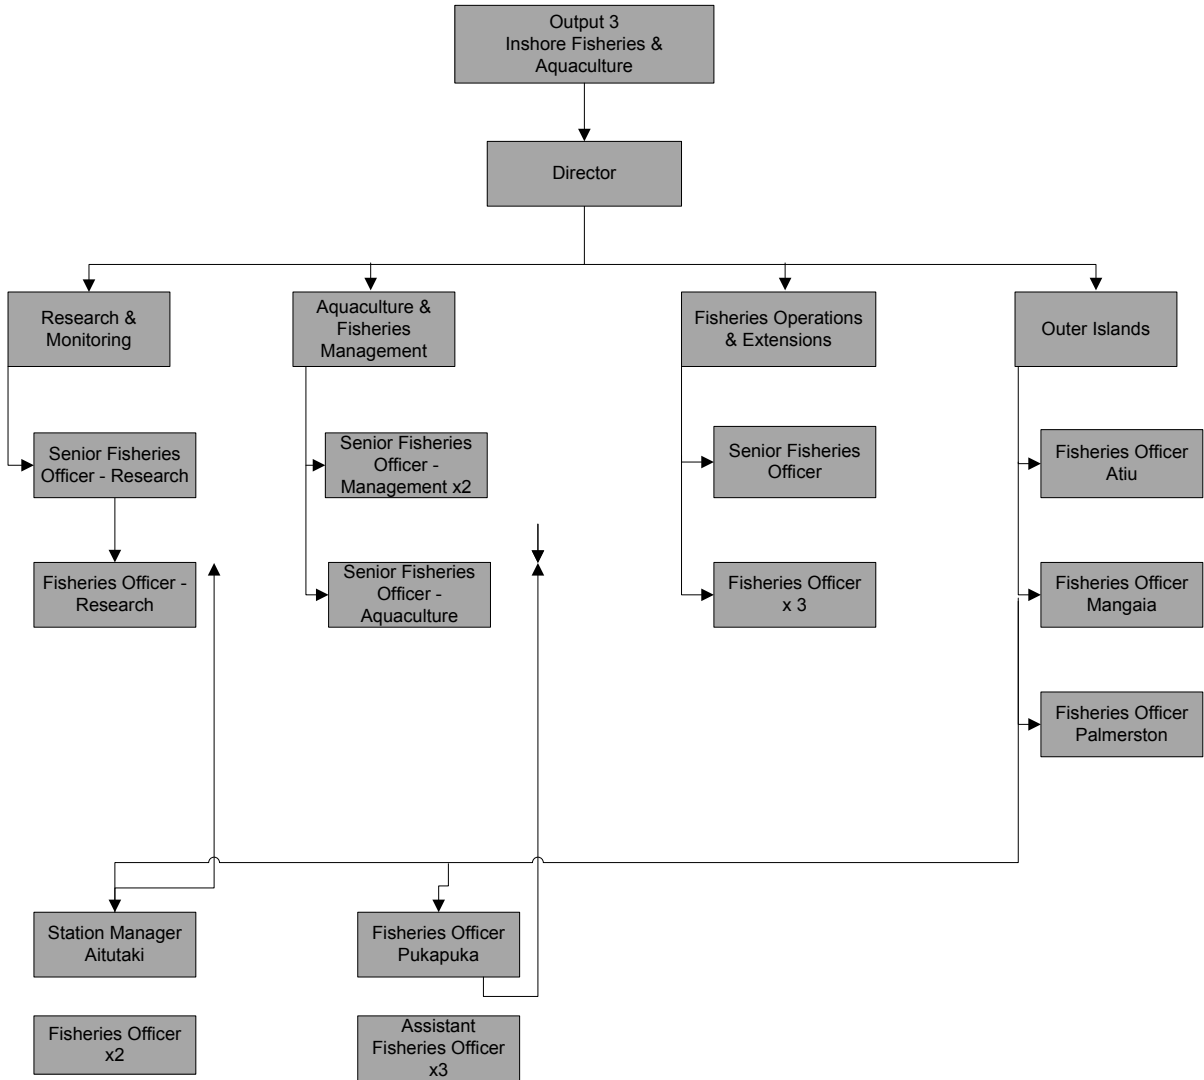 Output 3
Inshore Fisheries &
Aquaculture
Director
Research &
Monitoring
Aquaculture &
Fisheries
Management
Fisheries Operations
& Extensions
Outer Islands
Senior Fisheries
Officer - Research
Senior Fisheries
Officer -
Management x2
Senior Fisheries
Officer
Fisheries Officer
Atiu
Fisheries Officer -
Research
Senior Fisheries
Officer -
Aquaculture
Fisheries Officer
x 3
Fisheries Officer
Mangaia
Fisheries Officer
Palmerston
Station Manager
Aitutaki
Fisheries Officer
Pukapuka
Fisheries Officer
x2
Assistant
Fisheries Officer
x3